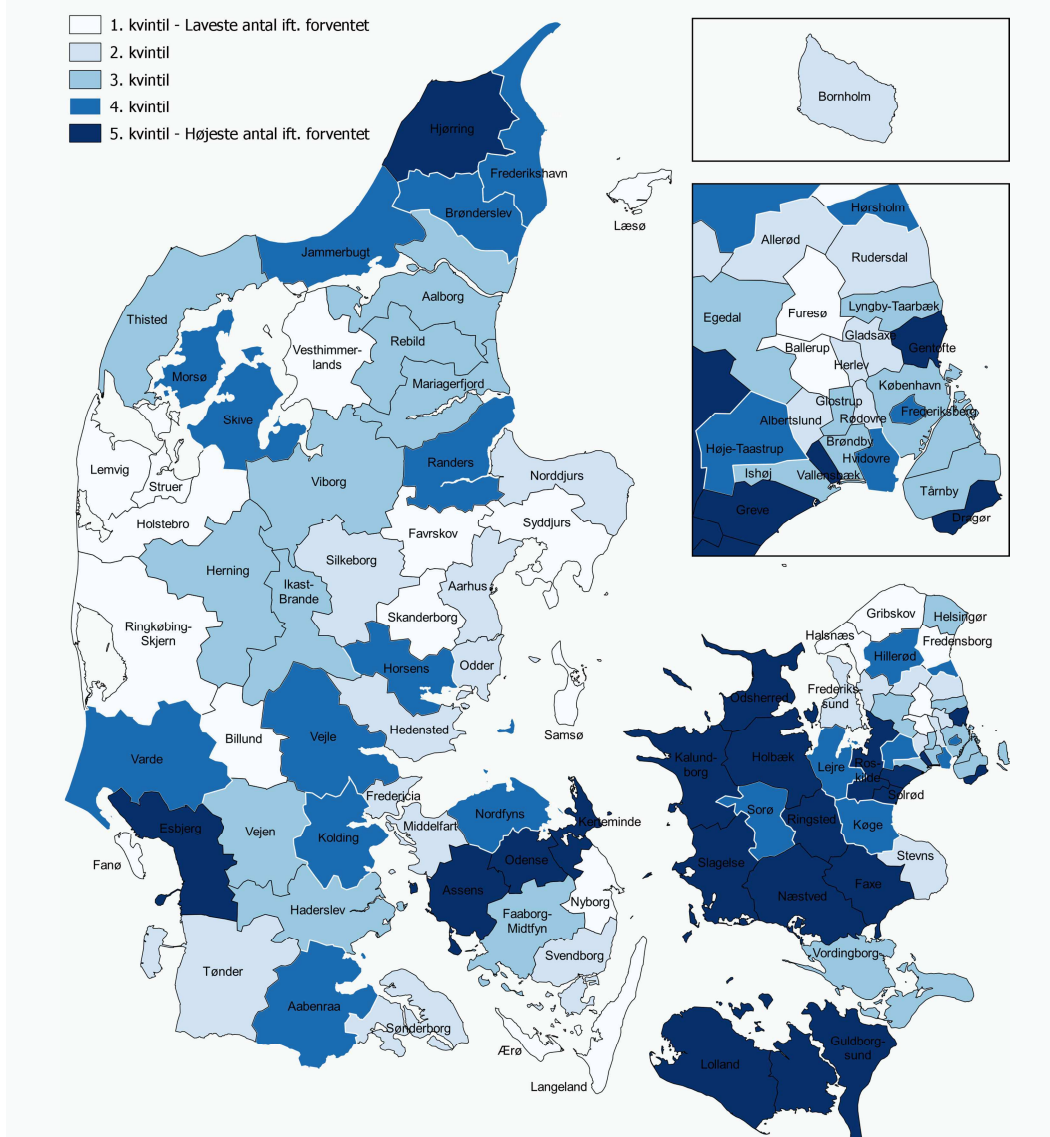 1. kvintil - Laveste antal ift. forventet
2. kvintil
3. kvintil
4. kvintil
5. kvintil - Højeste antal ift. forventet
Bornholm
Hjørring
Frederikshavn
Læsø
Brønderslev
Jammerbugt
Aalborg
Thisted
Rebild
Vesthimmer-
lands
Morsø
Mariagerfjord
Skive
Randers
Lemvig
Struer
Viborg
Norddjurs
Holstebro
Favrskov
Syddjurs
Silkeborg
Herning
Ikast-
Brande
Aarhus
Skanderborg
Ringkøbing-
Skjern
Horsens
Odder
Billund
Vejle
Hedensted
Samsø
Varde
Fredericia
Esbjerg
Vejen
Kolding
Middelfart
Nordfyns
Kerteminde
Fanø
Odense
Assens
Haderslev
Nyborg
Faaborg-
Midtfyn
Svendborg
Tønder
Aabenraa
Sønderborg
Ærø
Langeland
Hørsholm
Allerød
Rudersdal
Egedal
Furesø
Lyngby-Taarbæk
Gladsaxe
Gentofte
Ballerup
Herlev
København
Glostrup
Albertslund
Rødovre
Frederiksberg
Høje-Taastrup
Brøndby
Hvidovre
Ishøj
Vallensbæk
Tårnby
Greve
Dragør
Gribskov
Helsingør
Halsnæs
Fredensborg
Hillerød
Frederiks-
sund
Odsherred
Kalund-
borg
Holbæk
Lejre
Ros-
kilde
Solrød
Sorø
Ringsted
Køge
Stevns
Slagelse
Næstved
Faxe
Vordingborg
Guldborg-
sund
Lolland